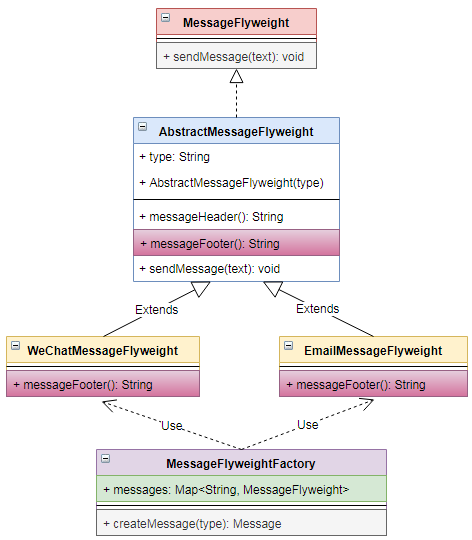 MessageFlyweight
+ sendMessage(text): void
AbstractMessageFlyweight
+ type: String
+ AbstractMessageFlyweight(type)
+ messageHeader(): String
+ messageFooter(): String
+ sendMessage(text): void
Extends
Extends
WeChatMessageFlyweight
+ messageFooter(): String
EmailMessageFlyweight
+ messageFooter(): String
Use
Use
MessageFlyweightFactory
+ messages: Map<String, MessageFlyweight>
+ createMessage(type): Message